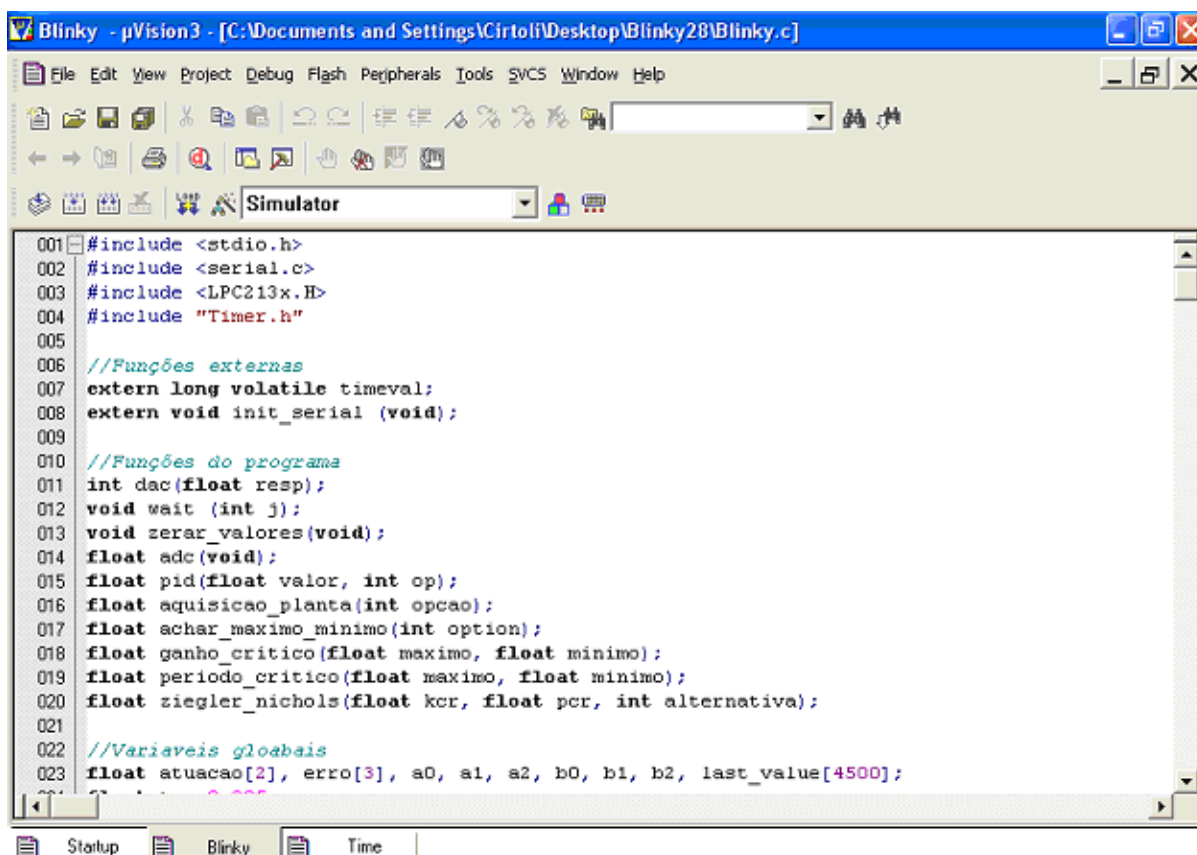 Blinky - µVision3 - [C:\Documents and Settings\Cirtoli\Desktop\Blinky28\Blinky.c]
File Edit View Project Debug Flash Peripherals Tools SVCS Window Help
Simulator
001 #include <stdio.h>
002 #include <serial.c>
003 #include <LPC213x.H>
004 #include "Timer.h"
005
006 //Funções externas
007 extern long volatile timeval;
008 extern void init_serial (void);
009
010 //Funções do programa
011 int dac(float resp);
012 void wait (int j);
013 void zerar_valores(void);
014 float adc(void);
015 float pid(float valor, int op);
016 float aquisicao_planta(int opcao);
017 float achar_maximo_minimo(int option);
018 float ganho_critico(float maximo, float minimo);
019 float periodo_critico(float maximo, float minimo);
020 float ziegler_nichols(float kcr, float pcr, int alternativa);
021
022 //Variaveis gloabais
023 float atuacao[2], erro[3], a0, a1, a2, b0, b1, b2, last_value[4500];
Startup Blinky Time